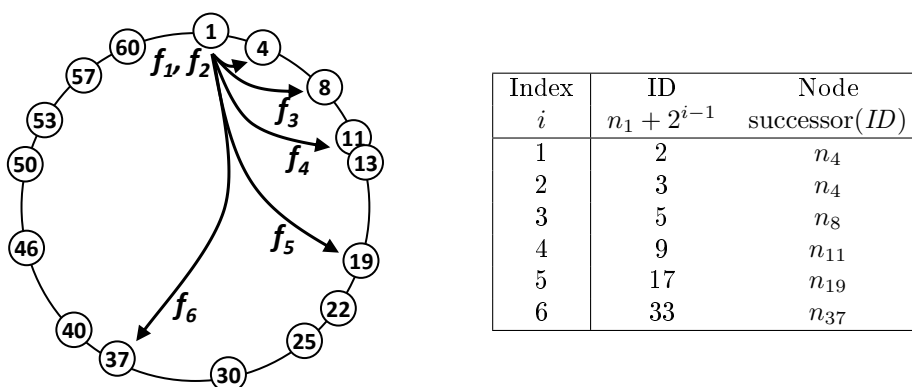 1
4
60
f₁, f₂
57
8
f₃
53
11
f₄
13
50
f₅
46
19
f₆
22
40
25
37
30
Index ID Node
i n₁ + 2ⁱ⁻¹ successor(ID)
1 2 n₄
2 3 n₄
3 5 n₈
4 9 n₁₁
5 17 n₁₉
6 33 n₃₇